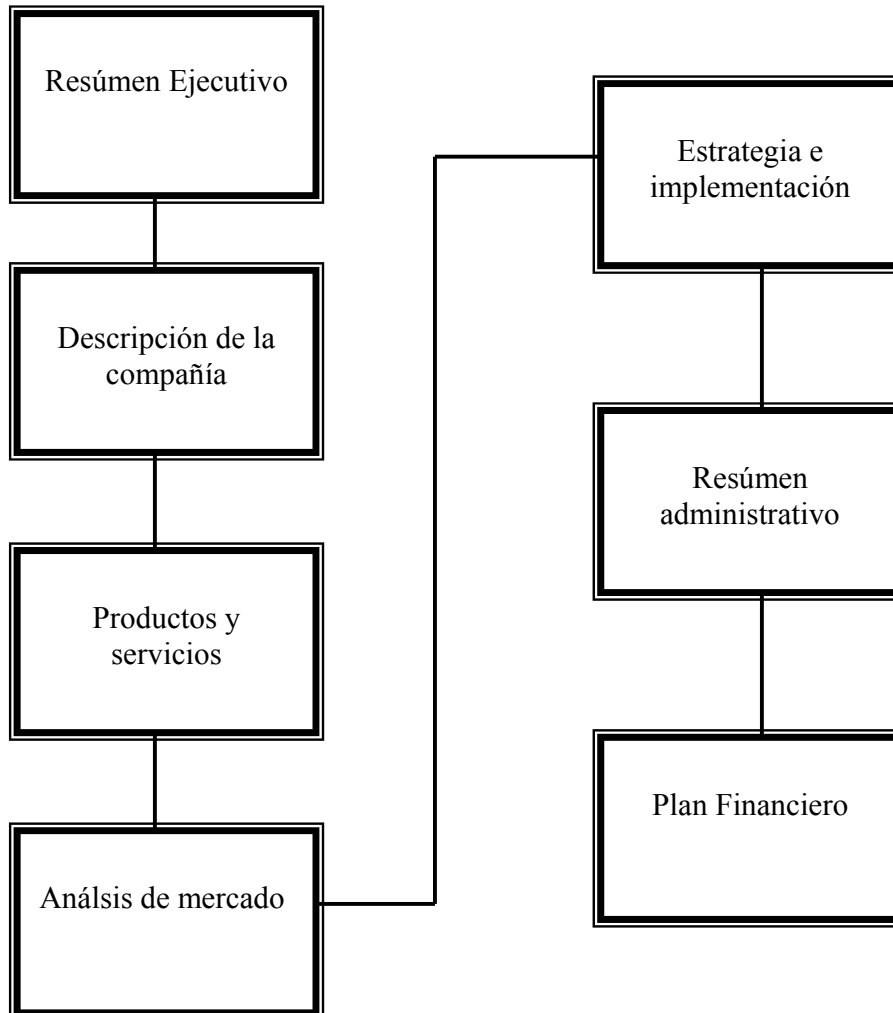 Resúmen Ejecutivo
Descripción de la
compañía
Productos y
servicios
Análsis de mercado
Estrategia e
implementación
Resúmen
administrativo
Plan Financiero